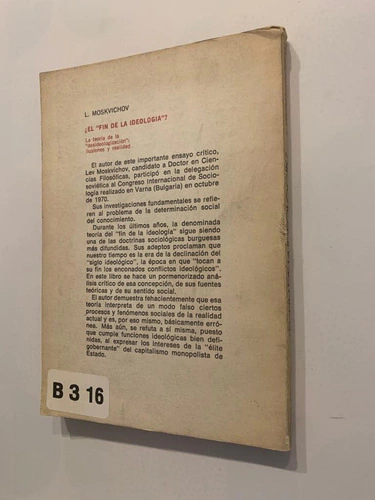 L. MOSKVICHOV
¿EL "FIN DE LA IDEOLOGIA"?
La teoría de la
"desideologización":
ilusiones y realidad
El autor de este importante ensayo crítico,
Lev Moskvichov, candidato a Doctor en Cien-
cias Filosóficas, participó en la delegación
soviética al Congreso Internacional de Socio-
logía realizado en Varna (Bulgaria) en octubre
de 1970.
Sus investigaciones fundamentales se refie-
ren al problema de la determinación social
del conocimiento.
Durante los últimos años, la denominada
teoría del "fin de la ideología" sigue siendo
una de las doctrinas sociológicas burguesas
más difundidas. Sus adeptos proclaman que
nuestro tiempo es la era de la declinación del
"siglo ideológico", la época en que "tocan a
su fin los enconados conflictos ideológicos".
En este libro se hace un pormenorizado aná-
lisis crítico de esa concepción, de sus fuentes
teóricas y de su sentido social.
El autor demuestra fehacientemente que esa
teoría interpreta de un modo falso ciertos
procesos y fenómenos sociales de la realidad
actual y es, por eso mismo, básicamente erró-
nea. Más aún, se refuta a sí misma, puesto
que cumple funciones ideológicas bien defi-
nidas, al expresar los intereses de la "élite
gobernante" del capitalismo monopolista de
Estado.
B 3 16